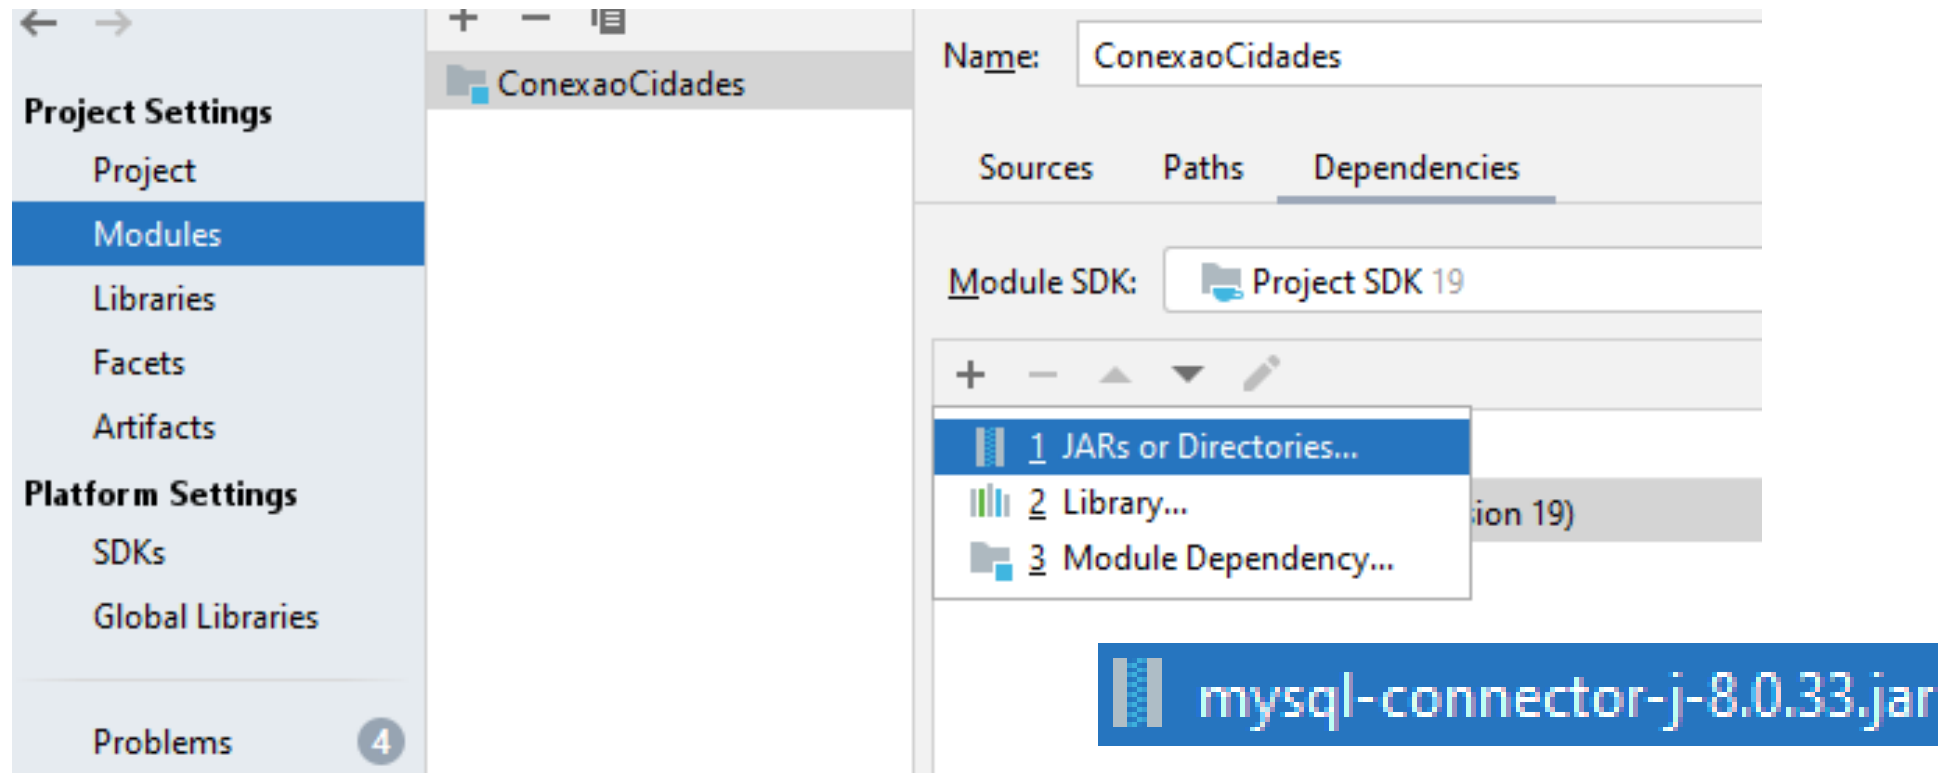 Project Settings
Project
Modules
Libraries
Facets
Artifacts
Platform Settings
SDKs
Global Libraries
Problems 4
ConexaoCidades
Name: ConexaoCidades
Sources Paths Dependencies
Module SDK: Project SDK 19
1 JARs or Directories...
2 Library...
19)
3 Module Dependency...
mysql-connector-j-8.0.33.jar